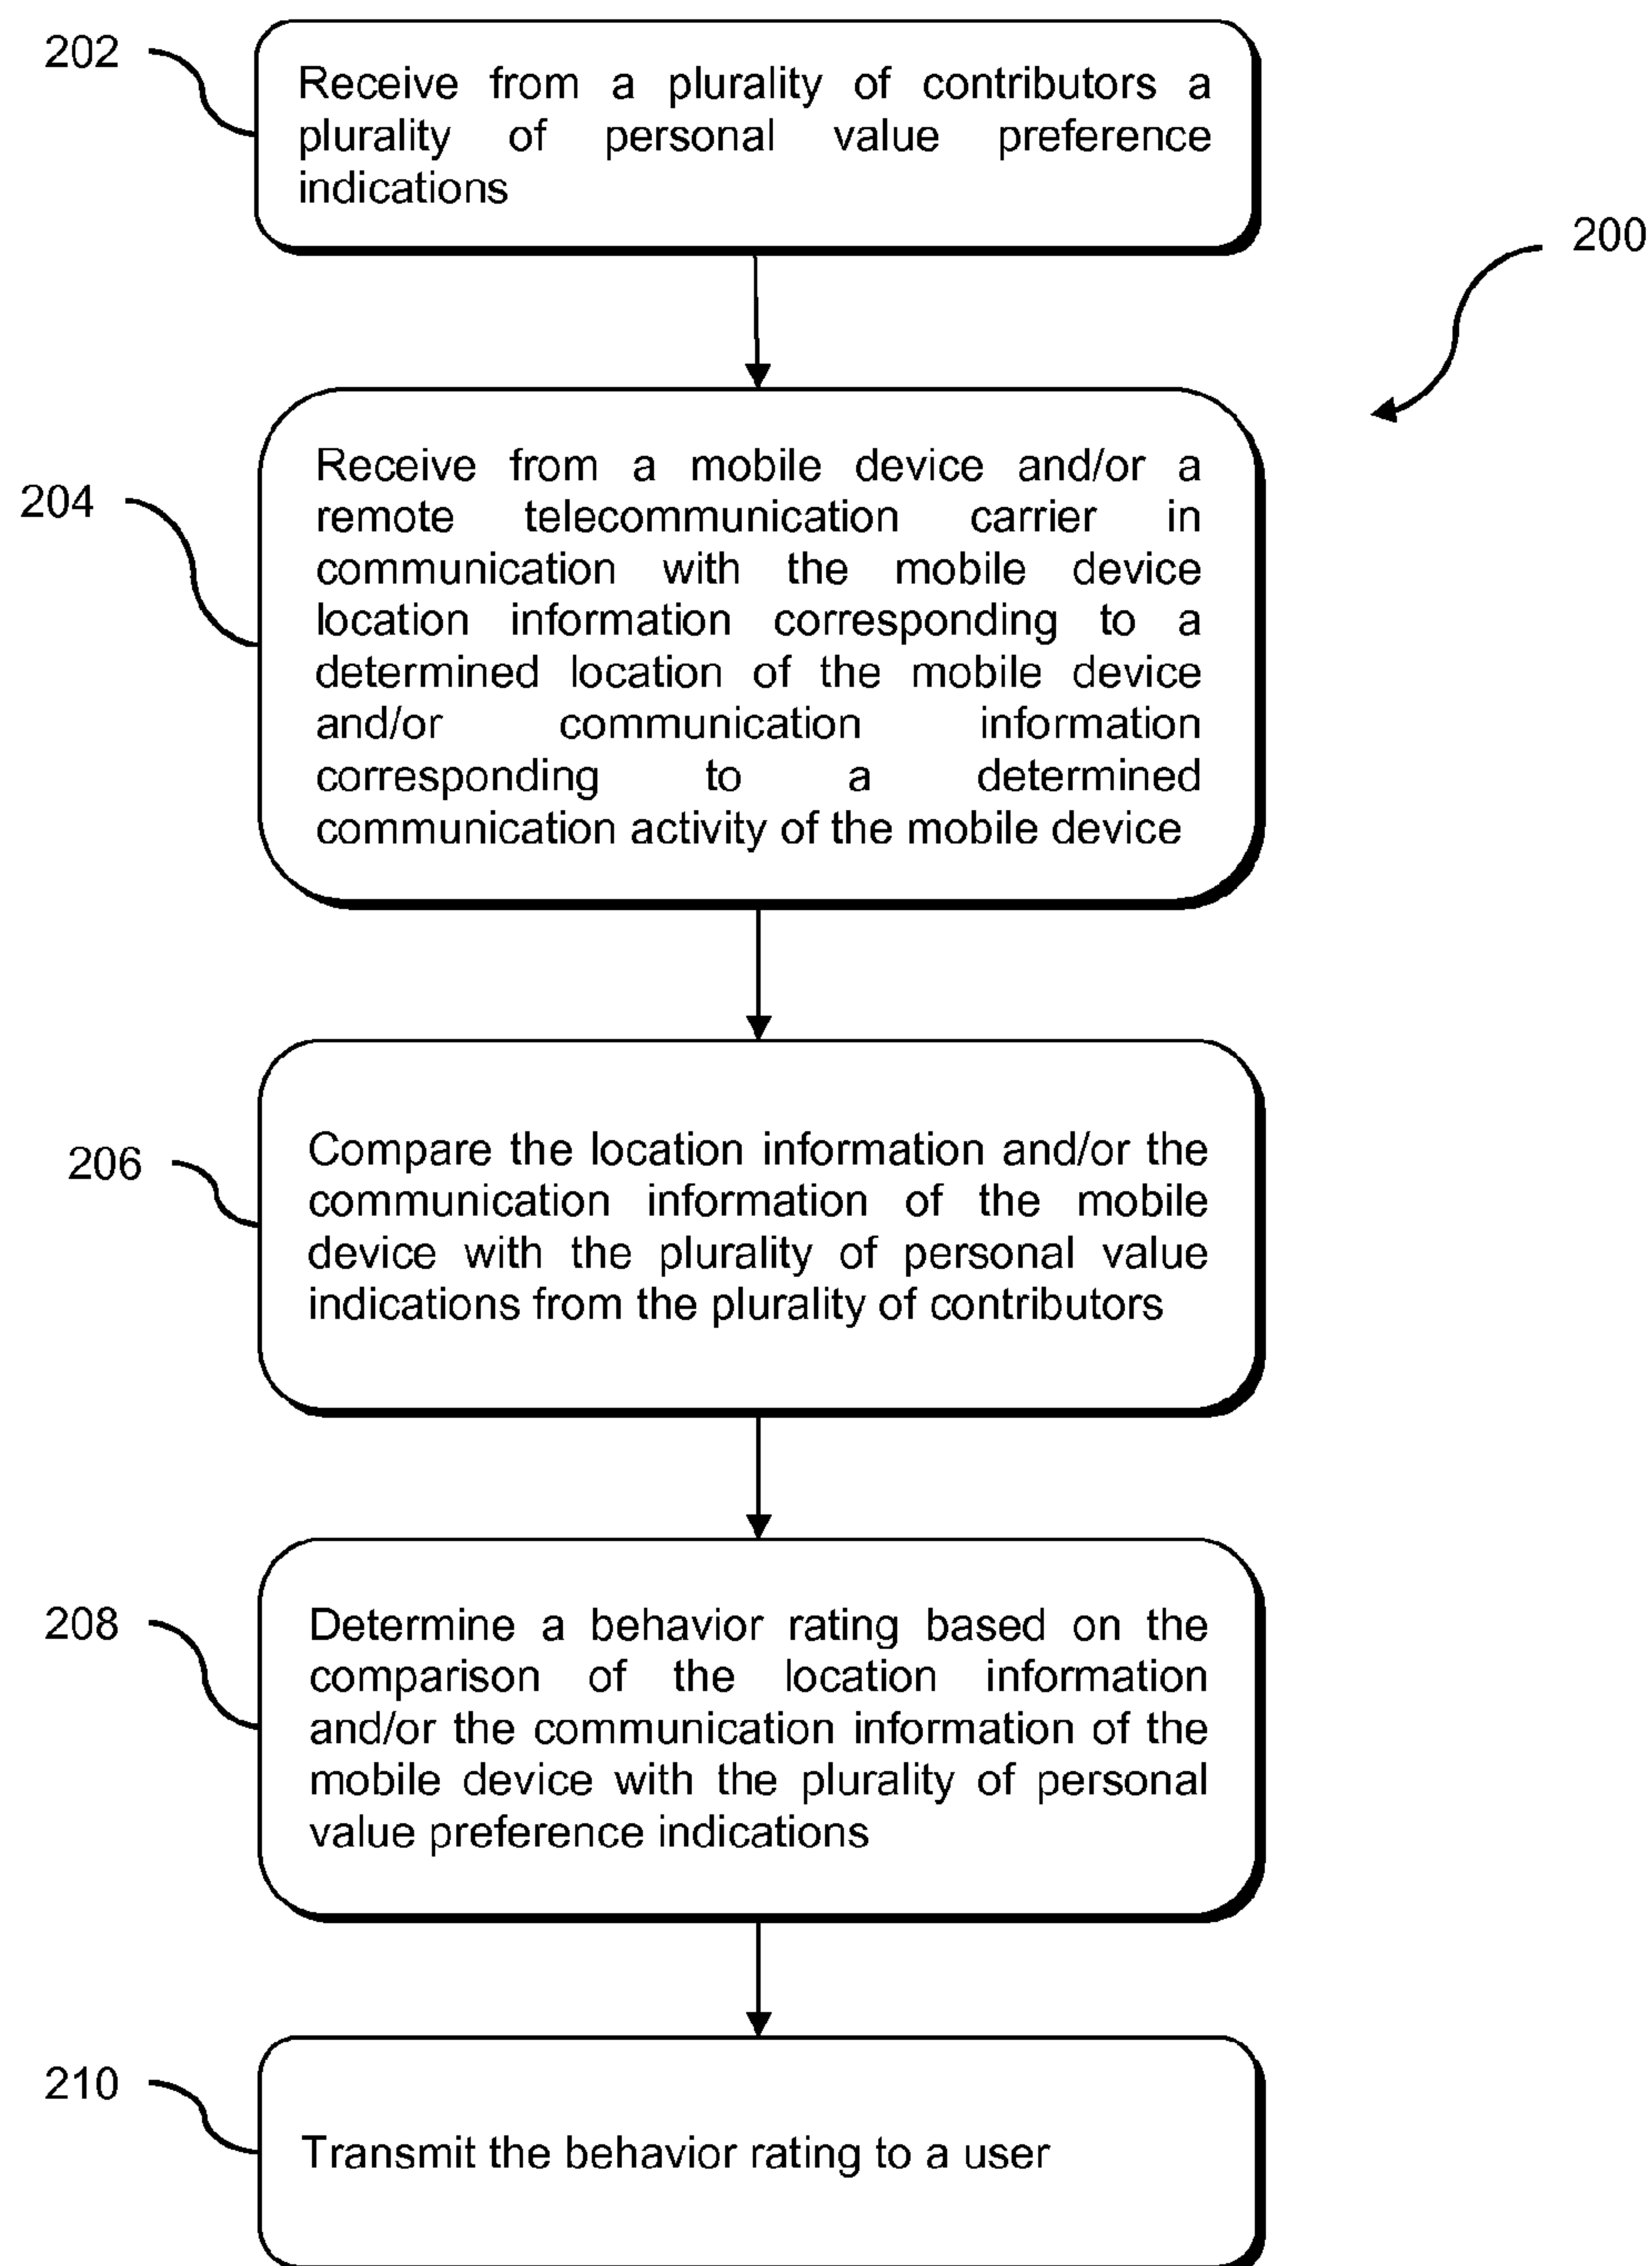 202
Receive from a plurality of contributors a
plurality of personal value preference
indications
200
204
Receive from a mobile device and/or a
remote telecommunication carrier in
communication with the mobile device
location information corresponding to a
determined location of the mobile device
and/or communication information
corresponding to a determined
communication activity of the mobile device
206
Compare the location information and/or the
communication information of the mobile
device with the plurality of personal value
indications from the plurality of contributors
208
Determine a behavior rating based on the
comparison of the location information
and/or the communication information of the
mobile device with the plurality of personal
value preference indications
210
Transmit the behavior rating to a user